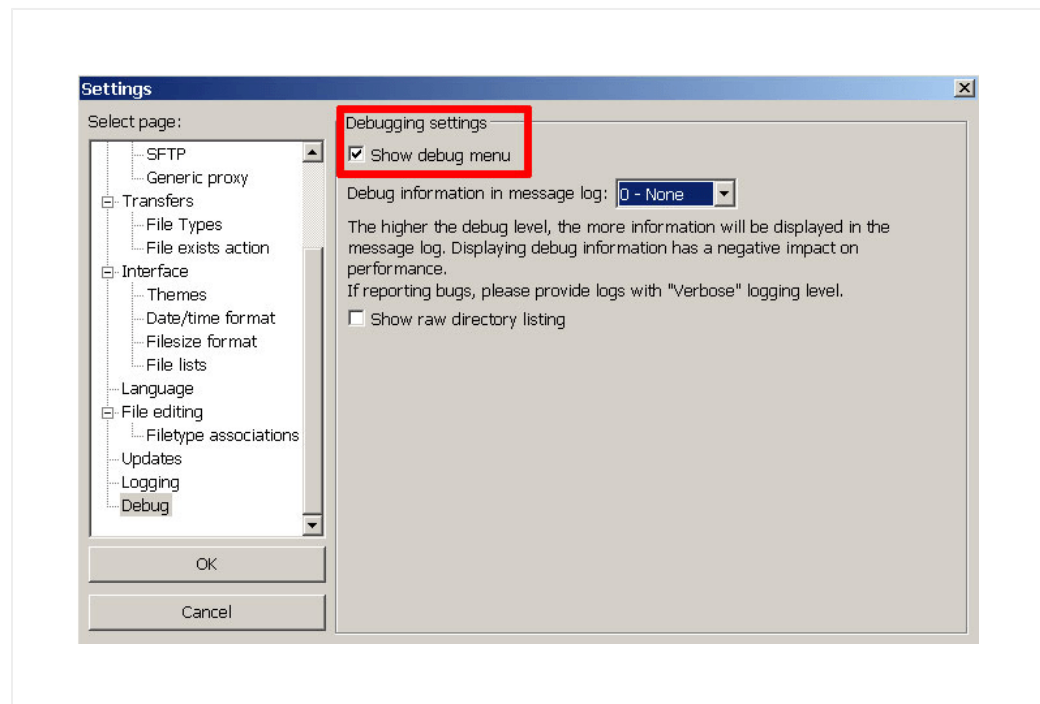 Settings
Select page:
SFTP
Generic proxy
Transfers
File Types
File exists action
Interface
Themes
Date/time format
Filesize format
File lists
Language
File editing
Filetype associations
Updates
Logging
Debug
OK
Cancel
Debugging settings
Show debug menu
Debug information in message log: 0 - None
The higher the debug level, the more information will be displayed in the
message log. Displaying debug information has a negative impact on
performance.
If reporting bugs, please provide logs with "Verbose" logging level.
Show raw directory listing